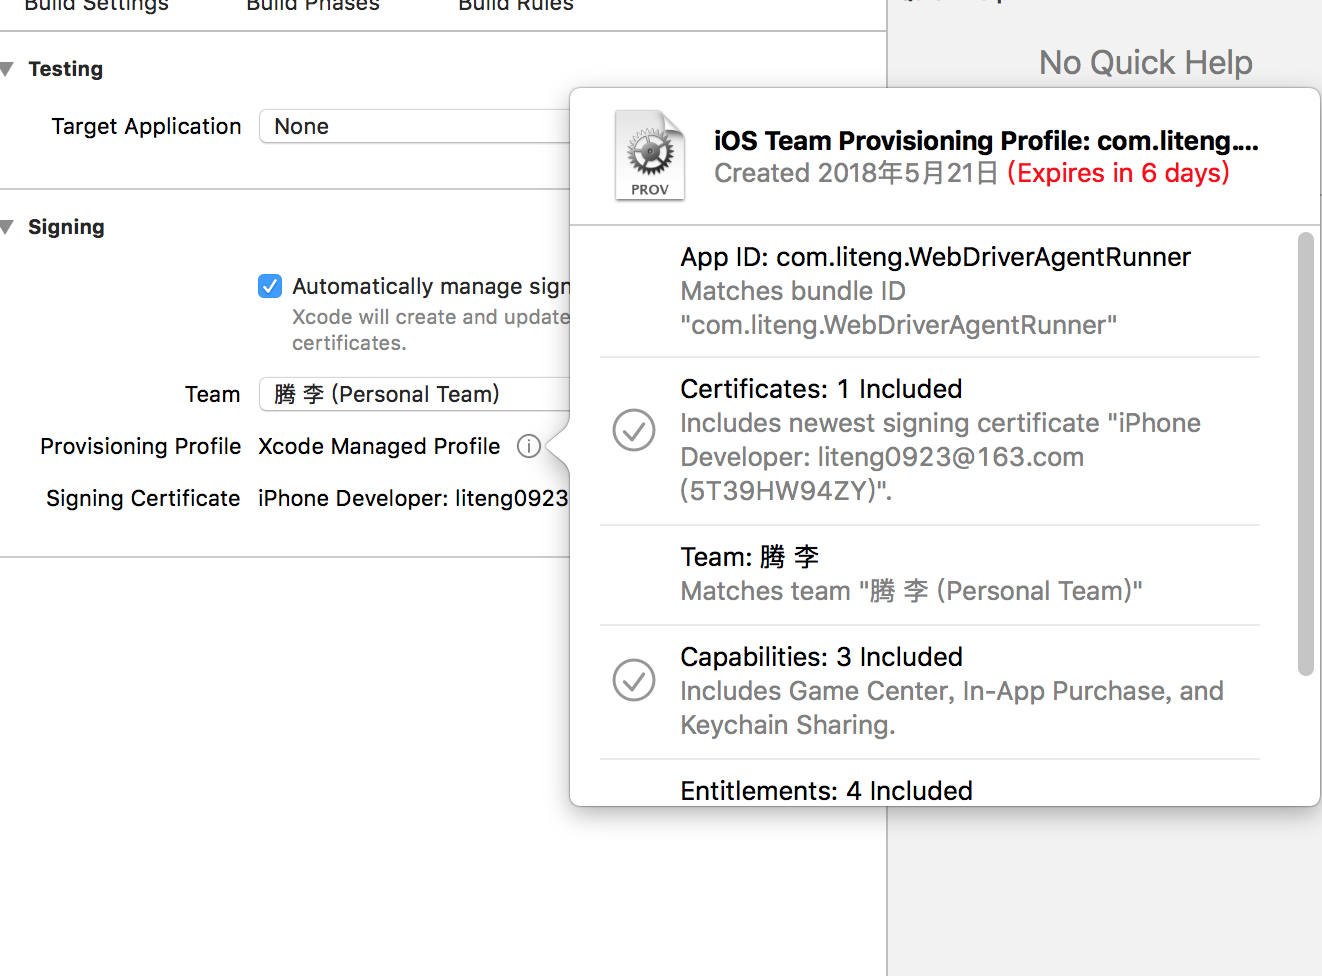 Build Settings Build Phases Build Rules
No Quick Help
Testing
Target Application None
Signing
Automatically manage sign
Xcode will create and update
certificates.
Team 腾 李 (Personal Team)
Provisioning Profile Xcode Managed Profile
Signing Certificate iPhone Developer: liteng0923
PROV
iOS Team Provisioning Profile: com.liteng....
Created 2018年5月21日 (Expires in 6 days)
App ID: com.liteng.WebDriverAgentRunner
Matches bundle ID
"com.liteng.WebDriverAgentRunner"
Certificates: 1 Included
Includes newest signing certificate "iPhone
Developer: liteng0923@163.com
(5T39HW94ZY)".
Team: 腾 李
Matches team "腾 李 (Personal Team)"
Capabilities: 3 Included
Includes Game Center, In-App Purchase, and
Keychain Sharing.
Entitlements: 4 Included